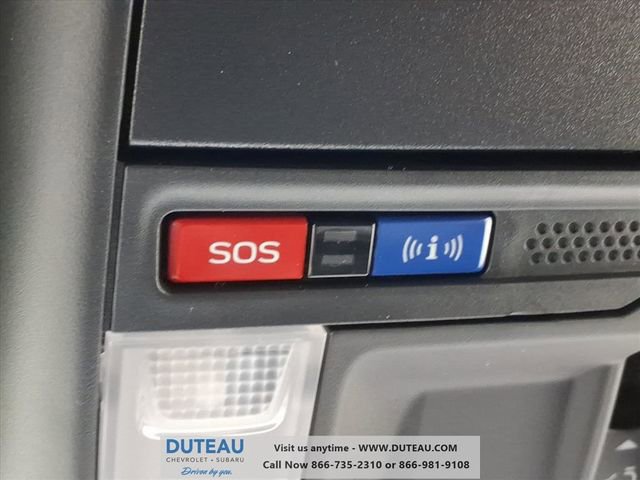 SOS i
DUTEAU
CHEVROLET • SUBARU
Driven by you.
Visit us anytime - WWW.DUTEAU.COM
Call Now 866-735-2310 or 866-981-9108